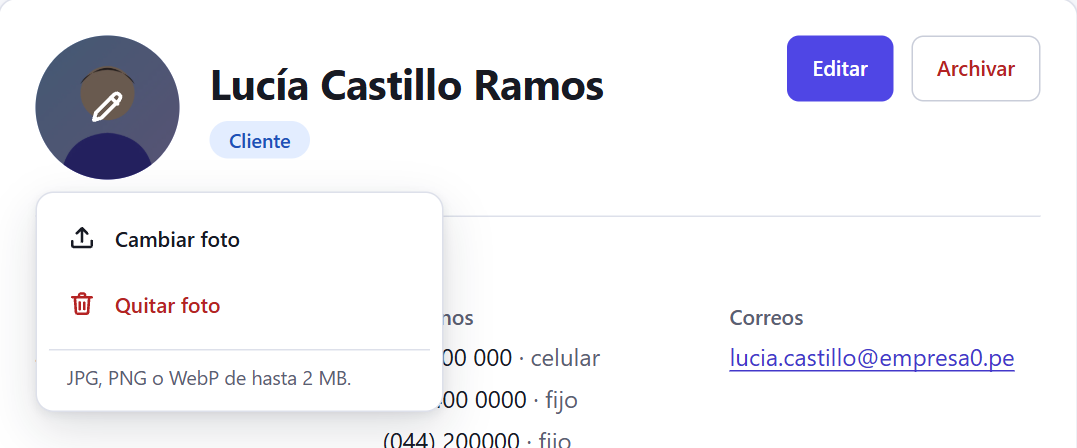 Lucía Castillo Ramos
Editar
Archivar
Cliente
Cambiar foto
Quitar foto
JPG, PNG o WebP de hasta 2 MB.
00 000 · celular
00 0000 · fijo
(044) 200000 · fijo
Correos
lucia.castillo@empresa0.pe